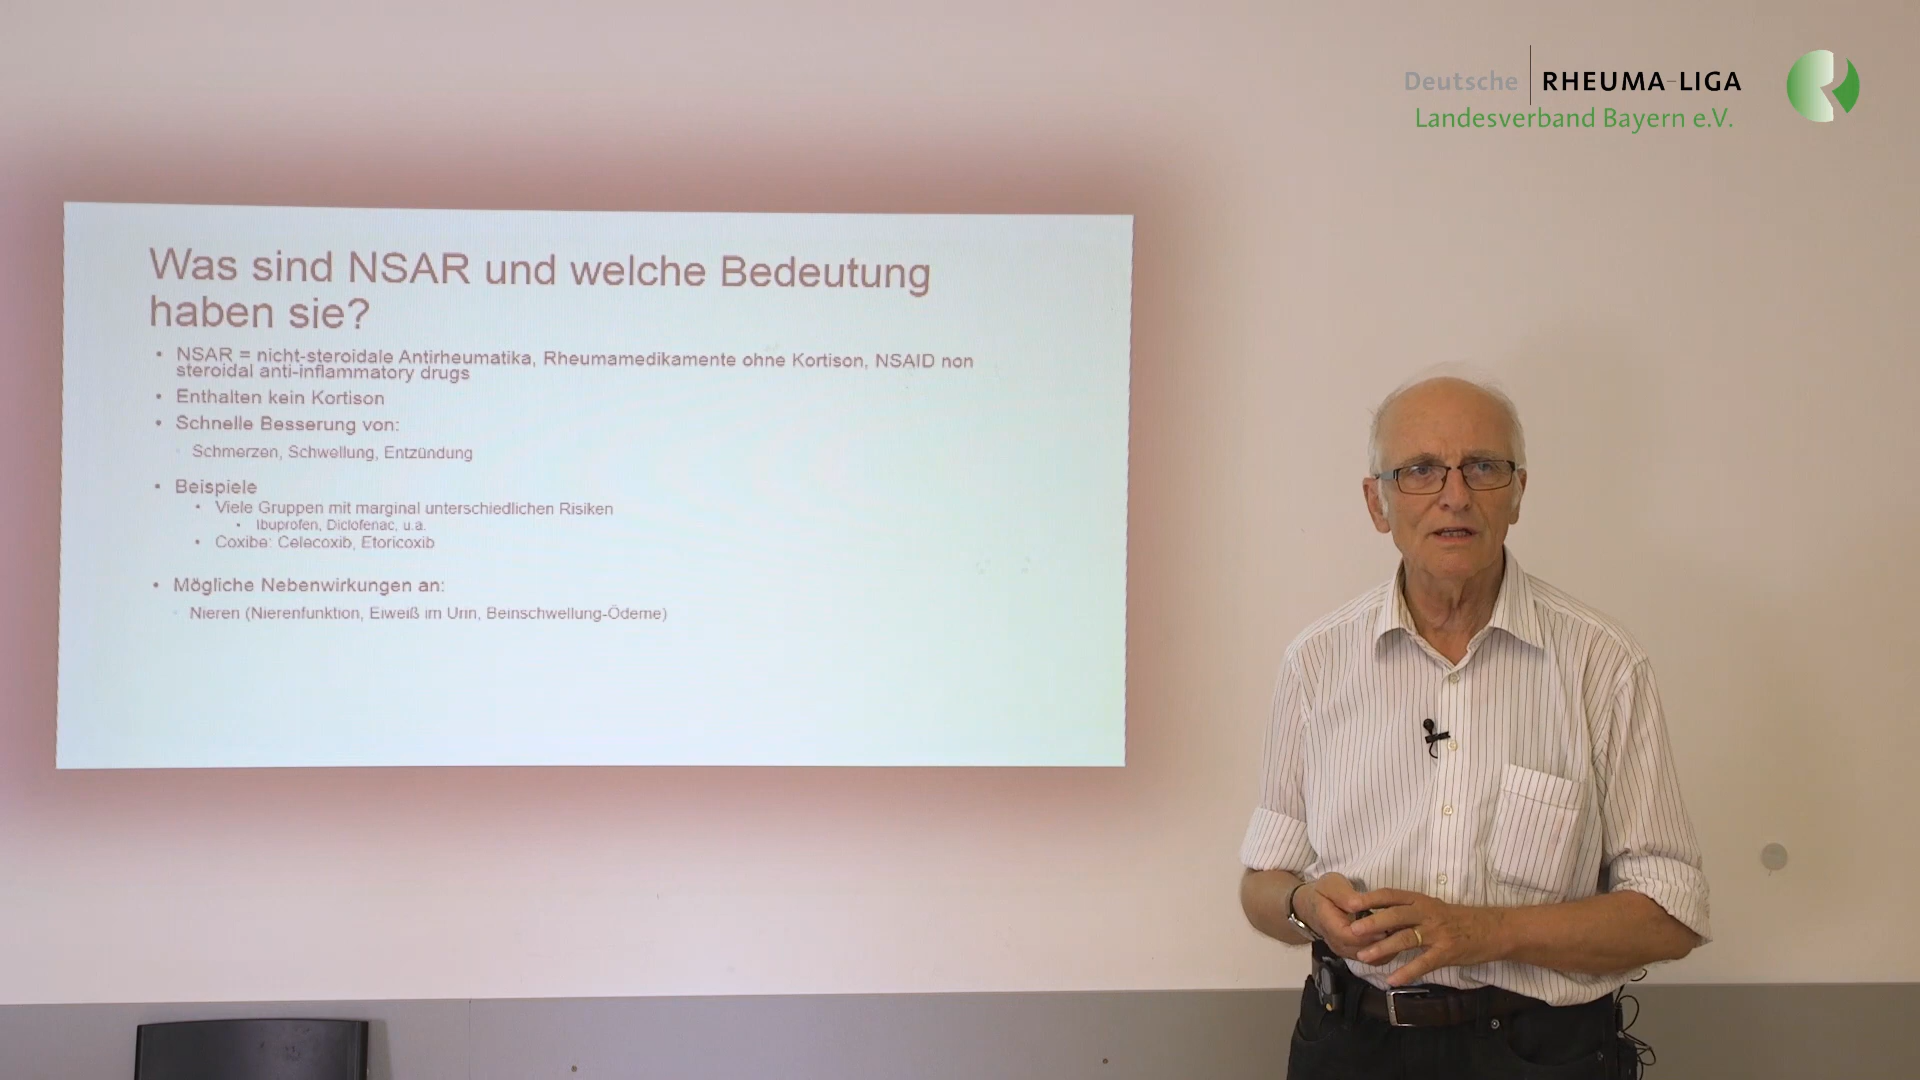 Deutsche RHEUMA-LIGA
Landesverband Bayern e.V.
Was sind NSAR und welche Bedeutung
haben sie?
• NSAR = nicht-steroidale Antirheumatika, Rheumamedikamente ohne Kortison, NSAID non
steroidal anti-inflammatory drugs
• Enthalten kein Kortison
• Schnelle Besserung von:
Schmerzen, Schwellung, Entzündung
• Beispiele
• Viele Gruppen mit marginal unterschiedlichen Risiken
• Ibuprofen, Diclofenac, u.a.
• Coxibe: Celecoxib, Etoricoxib
• Mögliche Nebenwirkungen an:
Nieren (Nierenfunktion, Eiweiß im Urin, Beinschwellung-Ödeme)